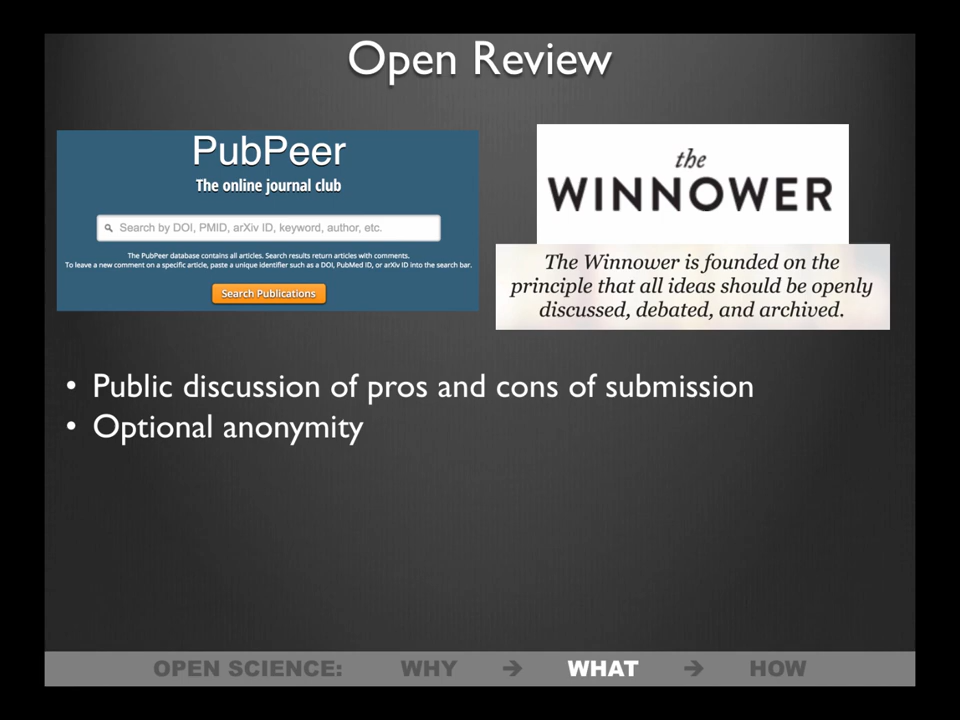 Open Review
PubPeer
The online journal club
Search by DOI, PMID, arXiv ID, keyword, author, etc.
The PubPeer database contains all articles. Search results return articles with comments.
To leave a new comment on a specific article, paste a unique identifier such as a DOI, PubMed ID, or arXiv ID into the search bar.
Search Publications
the
WINNOWER
The Winnower is founded on the
principle that all ideas should be openly
discussed, debated, and archived.
• Public discussion of pros and cons of submission
• Optional anonymity
OPEN SCIENCE: WHY → WHAT → HOW